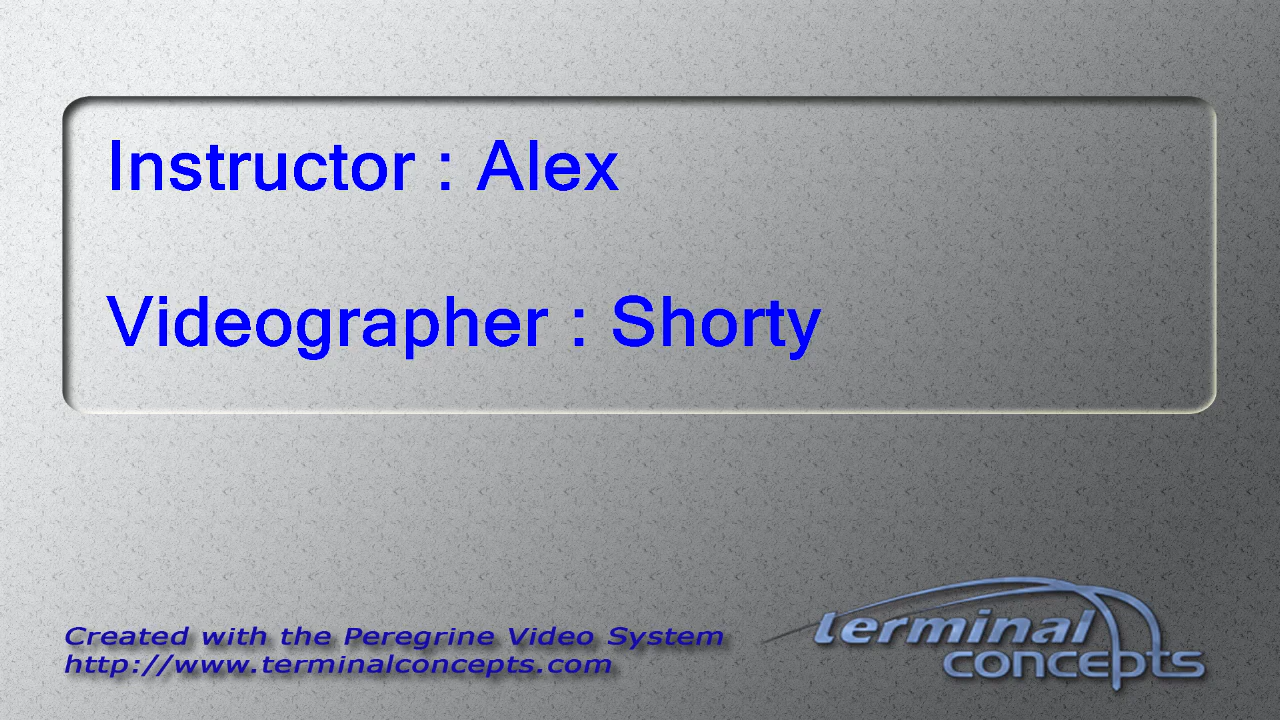 Instructor : Alex
Videographer : Shorty
Created with the Peregrine Video System
http://www.terminalconcepts.com
terminal
concepts